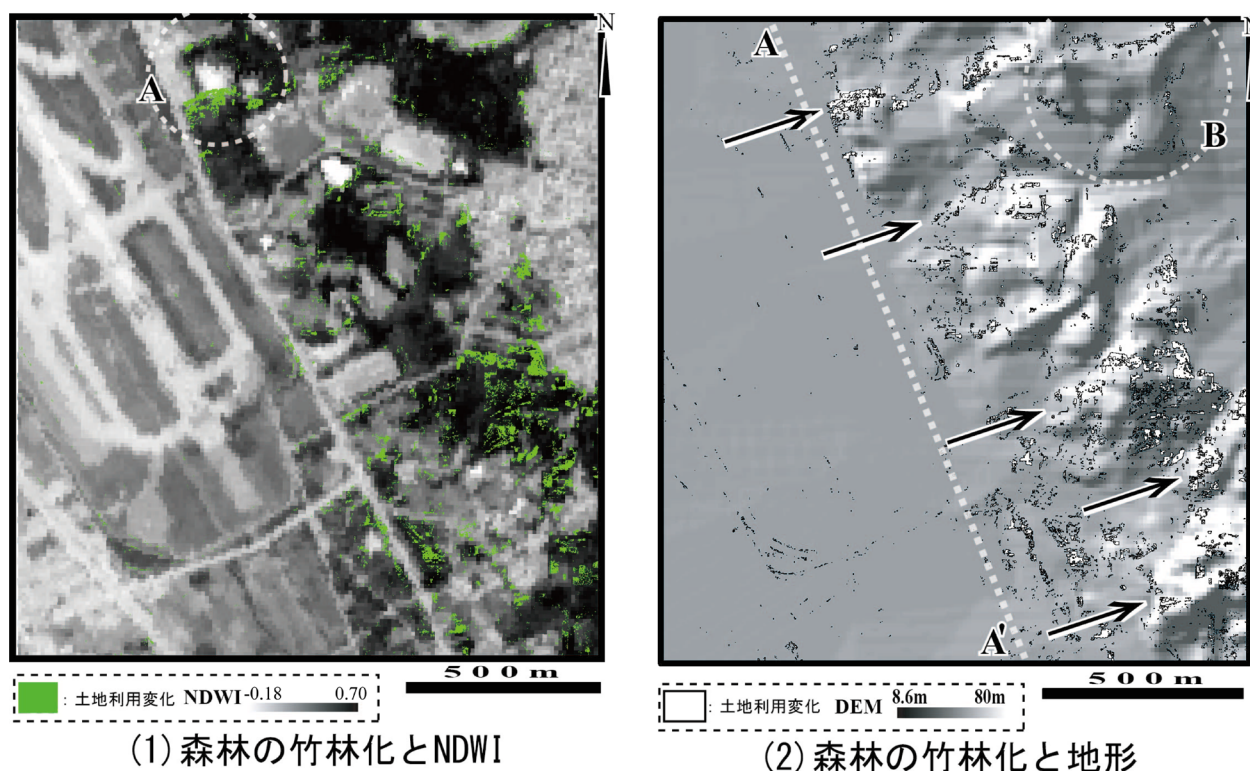 N
A
500m
：土地利用変化 NDWI -0.18 0.70
(1)森林の竹林化とNDWI
A
B
A'
500m
：土地利用変化 DEM 8.6m 80m
(2)森林の竹林化と地形